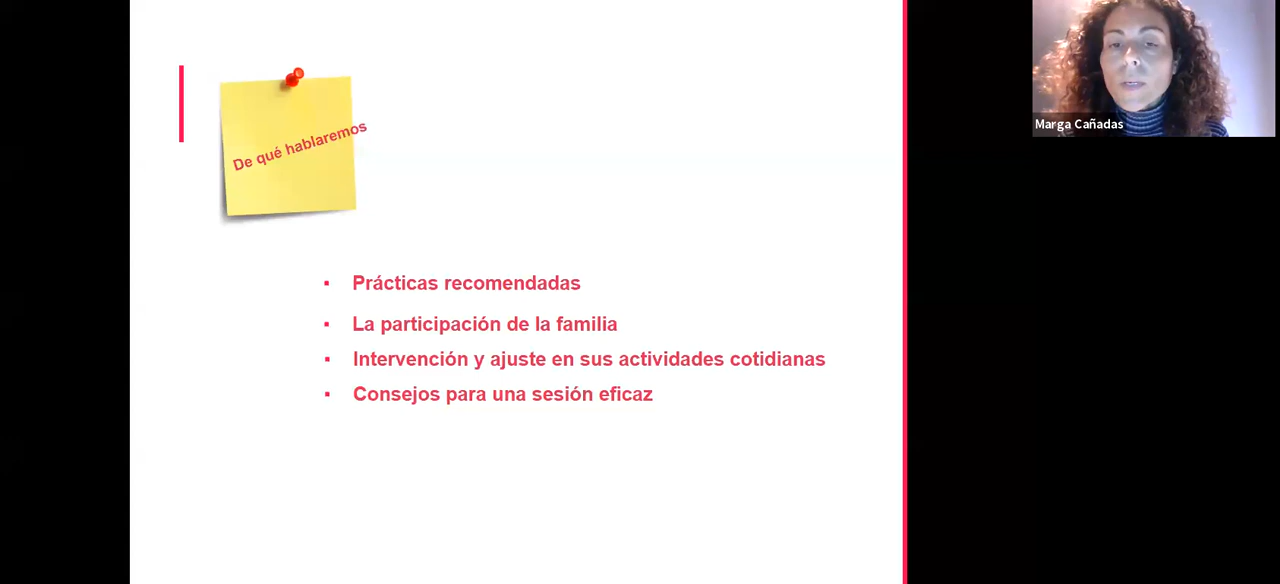 De qué hablaremos
Marga Cañadas
Prácticas recomendadas
La participación de la familia
Intervención y ajuste en sus actividades cotidianas
Consejos para una sesión eficaz